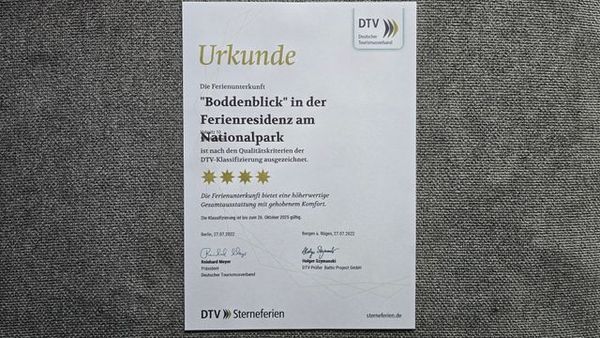 DTV
Deutscher
Tourismusverband
Urkunde
Die Ferienunterkunft
"Boddenblick" in der
Ferienresidenz am
Nationalpark
ist nach den Qualitätskriterien der
DTV-Klassifizierung ausgezeichnet.
Die Ferienunterkunft bietet eine höherwertige
Gesamtausstattung mit gehobenem Komfort.
Die Klassifizierung ist bis zum 26. Oktober 2025 gültig.
Berlin, 27.07.2022
Bergen a. Rügen, 27.07.2022
Reinhard Meyer
Präsident
Deutscher Tourismusverband
Holger Szymanski
DTV-Prüfer Baltic Project GmbH
DTV Sterneferien
sterneferien.de